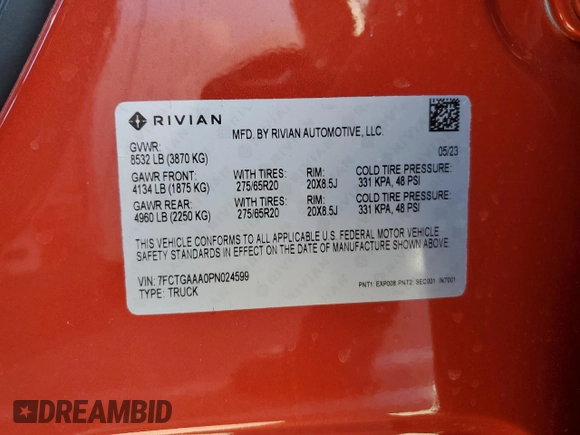 RIVIAN
MFD. BY RIVIAN AUTOMOTIVE, LLC.
GVWR:
8532 LB (3870 KG)
05/23
GAWR FRONT: WITH TIRES: RIM: COLD TIRE PRESSURE:
4134 LB (1875 KG) 275/65R20 20X8.5J 331 KPA, 48 PSI
GAWR REAR: WITH TIRES: RIM: COLD TIRE PRESSURE:
4960 LB (2250 KG) 275/65R20 20X8.5J 331 KPA, 48 PSI
THIS VEHICLE CONFORMS TO ALL APPLICABLE U.S. FEDERAL MOTOR VEHICLE
SAFETY STANDARDS IN EFFECT ON THE DATE OF MANUFACTURE SHOWN ABOVE.
VIN: 7FCTGAAA0PN024599
TYPE: TRUCK
PNT1: EXP008 PNT2: SEC001 INT001
DREAMBID